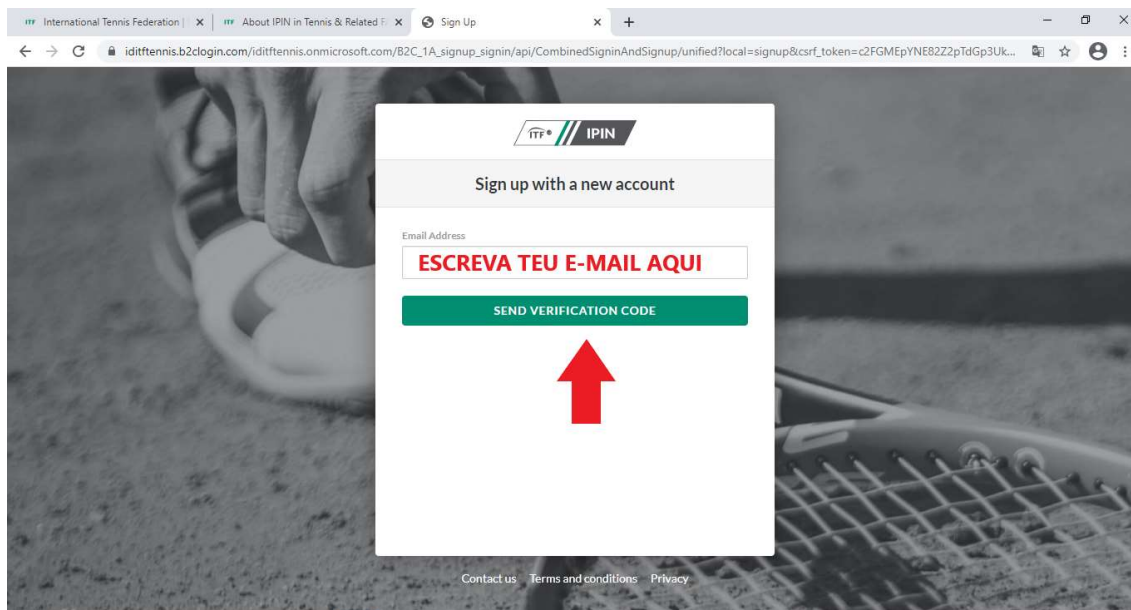 International Tennis Federation |
About IPIN in Tennis & Related F
Sign Up
iditftennis.b2clogin.com/iditftennis.onmicrosoft.com/B2C_1A_signup_signin/api/CombinedSigninAndSignup/unified?local=signup&csrf_token=c2FGMEpYNE82Z2pTdGp3Uk...
ITF IPIN
Sign up with a new account
Email Address
ESCREVA TEU E-MAIL AQUI
SEND VERIFICATION CODE
Contact us Terms and conditions Privacy